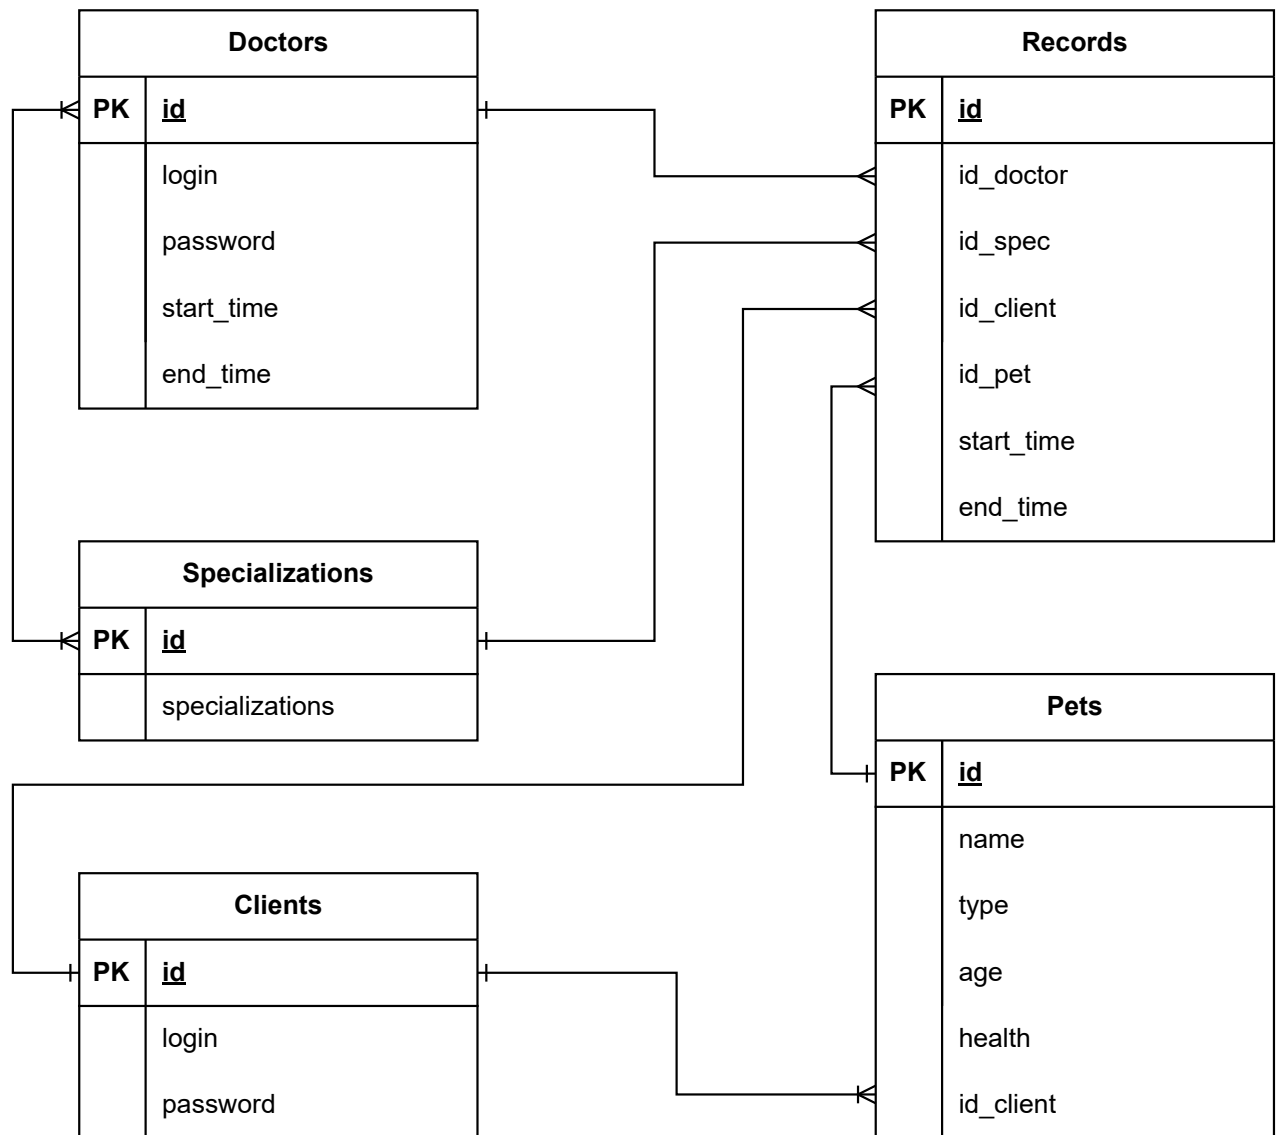 Doctors
PK id
login
password
start_time
end_time
Records
PK id
id_doctor
id_spec
id_client
id_pet
start_time
end_time
Specializations
PK id
specializations
Pets
PK id
name
type
age
health
id_client
Clients
PK id
login
password